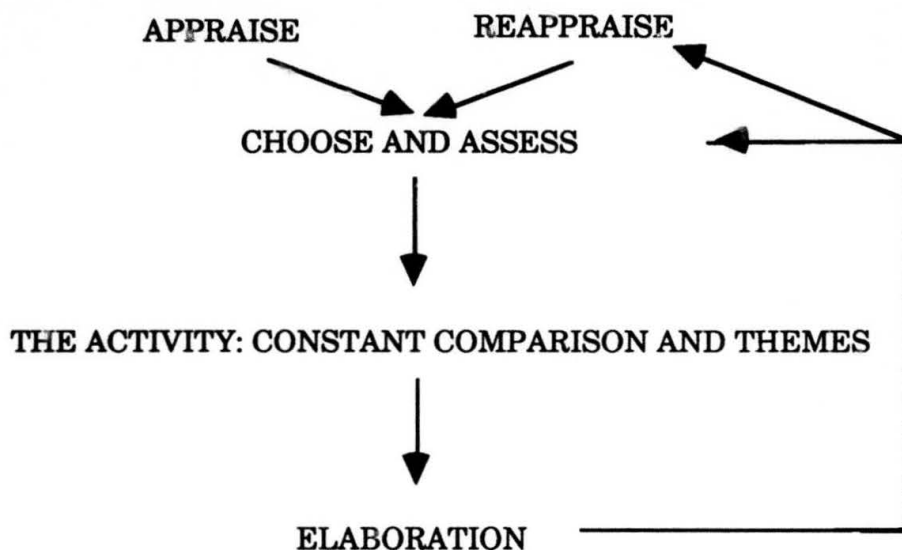 APPRAISE REAPPRAISE
CHOOSE AND ASSESS
THE ACTIVITY: CONSTANT COMPARISON AND THEMES
ELABORATION